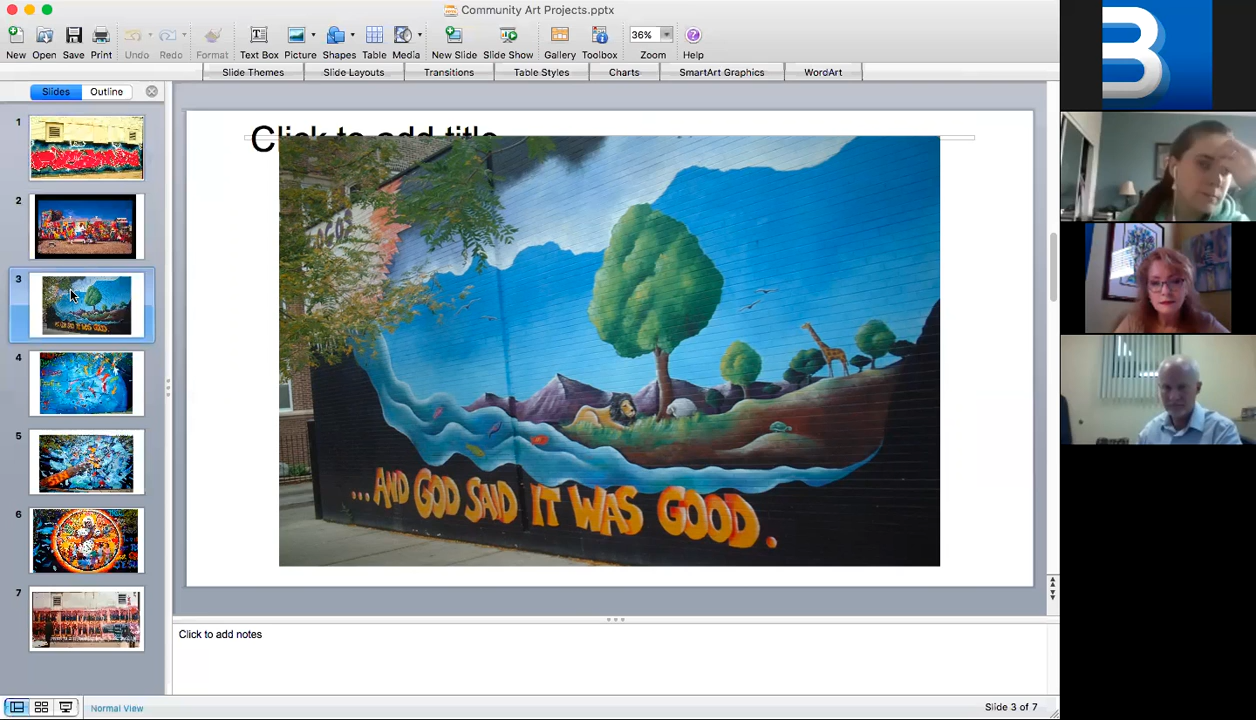 Community Art Projects.pptx
New Open Save Print Undo Redo Format Text Box Picture Shapes Table Media New Slide Slide Show Gallery Toolbox Zoom Help
36%
Slide Themes Slide Layouts Transitions Table Styles Charts SmartArt Graphics WordArt
Slides Outline
1
2
3
4
5
6
7
Click to add title
...AND GOD SAID IT WAS GOOD.
Click to add notes
Normal View
Slide 3 of 7
B